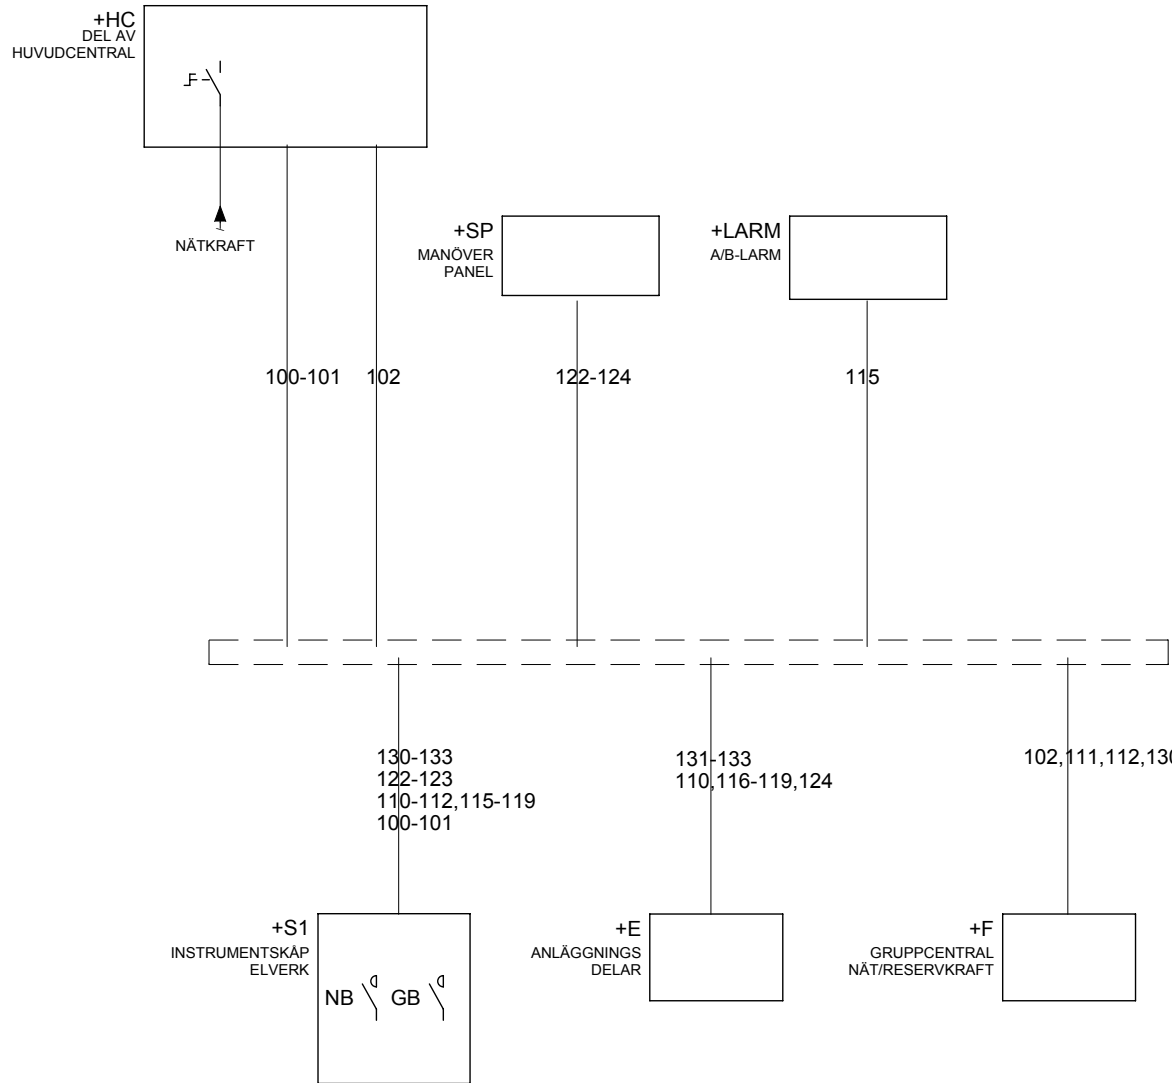 +HC
DEL AV
HUVUDCENTRAL
NÄTKRAFT
+SP
MANÖVER
PANEL
+LARM
A/B-LARM
100-101
102
122-124
115
130-133
122-123
110-112,115-119
100-101
131-133
110,116-119,124
102,111,112,130
+S1
INSTRUMENTSKÅP
ELVERK
NB
GB
+E
ANLÄGGNINGS
DELAR
+F
GRUPPCENTRAL
NÄT/RESERVKRAFT